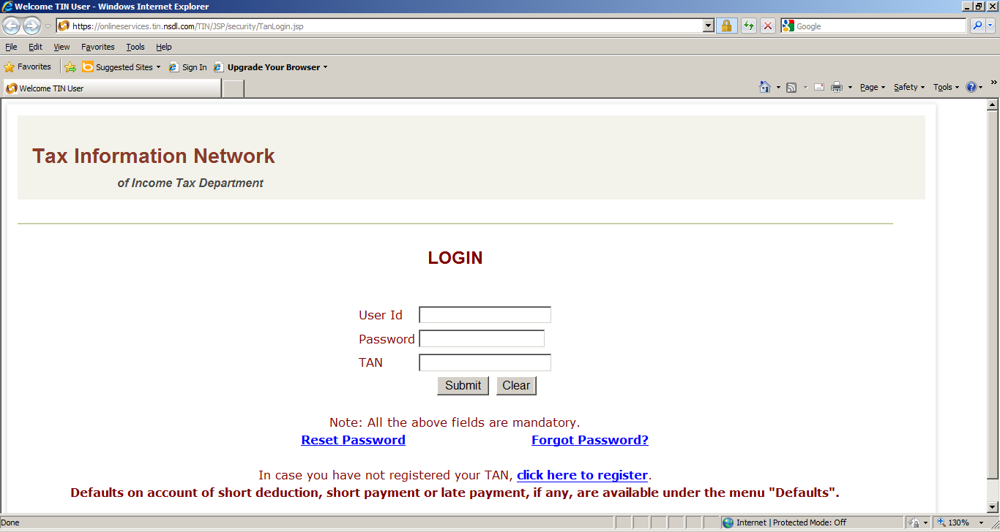 Welcome TIN User - Windows Internet Explorer
https://onlineservices.tin.nsdl.com/TIN/JSP/security/TanLogin.jsp
Google
File Edit View Favorites Tools Help
Favorites Suggested Sites Sign In Upgrade Your Browser
Welcome TIN User
Page Safety Tools »
Tax Information Network
of Income Tax Department
LOGIN
User Id
Password
TAN
Submit Clear
Note: All the above fields are mandatory.
Reset Password Forgot Password?
In case you have not registered your TAN, click here to register.
Defaults on account of short deduction, short payment or late payment, if any, are available under the menu "Defaults".
Done Internet | Protected Mode: Off 130%